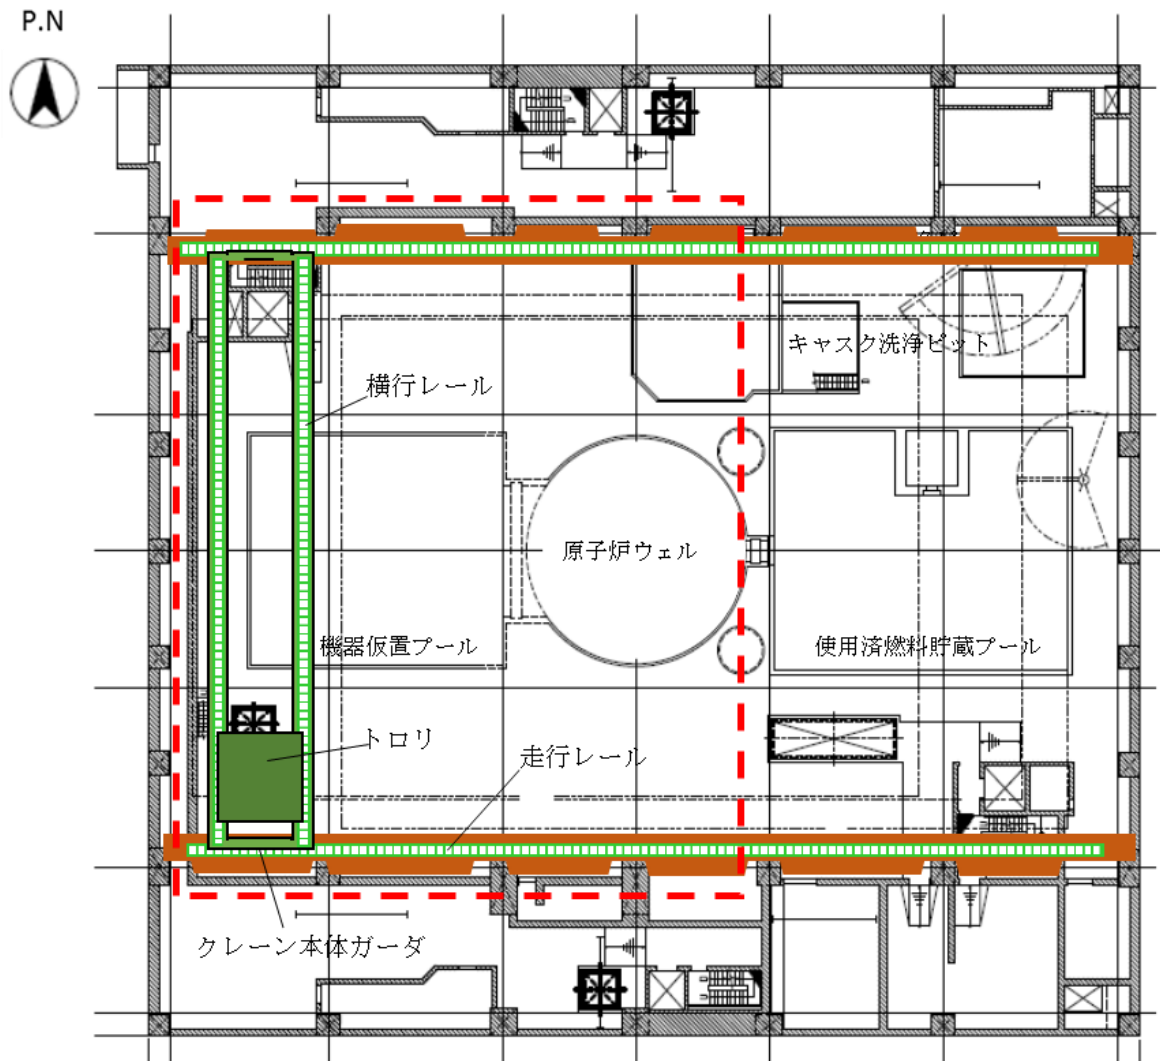 P.N
キャスク洗浄ピット
横行レール
原子炉ウェル
機器仮置プール
使用済燃料貯蔵プール
トロリ
走行レール
クレーン本体ガーダ